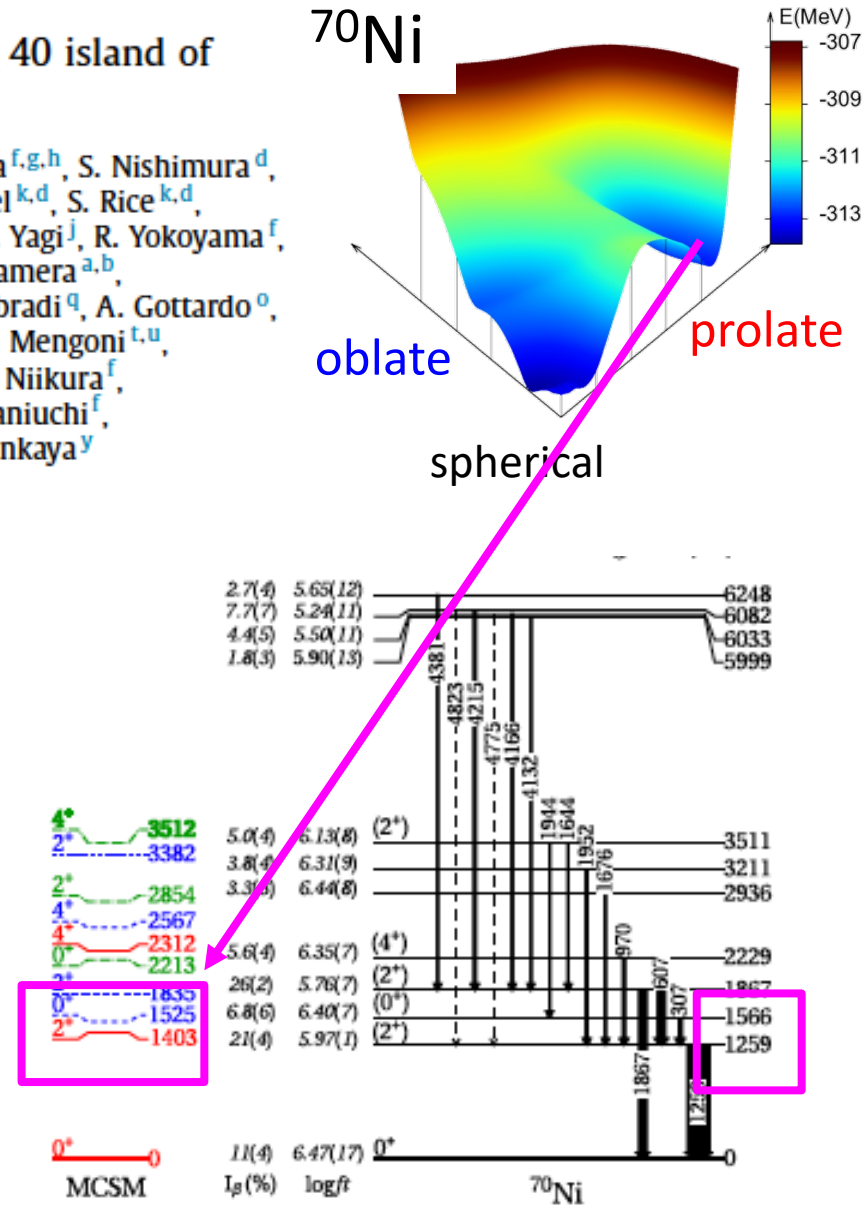 40 island of
⁷⁰Ni
E(MeV)
-307
-309
-311
-313
a f,g,h, S. Nishimura d,
el k,d, S. Rice k,d,
Yagi j, R. Yokoyama f,
amera a,b,
obradi q, A. Gottardo o,
Mengoni t,u,
Niikura f,
aniuchi f,
nkaya y
oblate
prolate
spherical
2.7(4) 5.65(12) 6248
7.7(7) 5.24(11) 6082
4.4(5) 5.50(11) 6033
1.8(3) 5.90(13) 5999
4381 4823 4215 4775 4166 4132
1944 1644 1952 1676 970 607 307
4⁺ 3512 5.0(4) 6.13(8) (2⁺) 3511
2⁺ 3382 3.8(4) 6.31(9) 3211
2⁺ 2854 6.44(8) 2936
4⁺ 2567
4⁺ 2312 5.6(4) 6.35(7) (4⁺) 2229
0⁺ 2213
2⁺ 1835 26(2) 5.76(7) (2⁺) 1867
0⁺ 1525 6.8(6) 6.40(7) (0⁺) 1566
2⁺ 1403 21(4) 5.97(1) (2⁺) 1259
1867
0⁺ 0 11(4) 6.47(17) 0⁺ 0
MCSM Iβ(%) logft ⁷⁰Ni